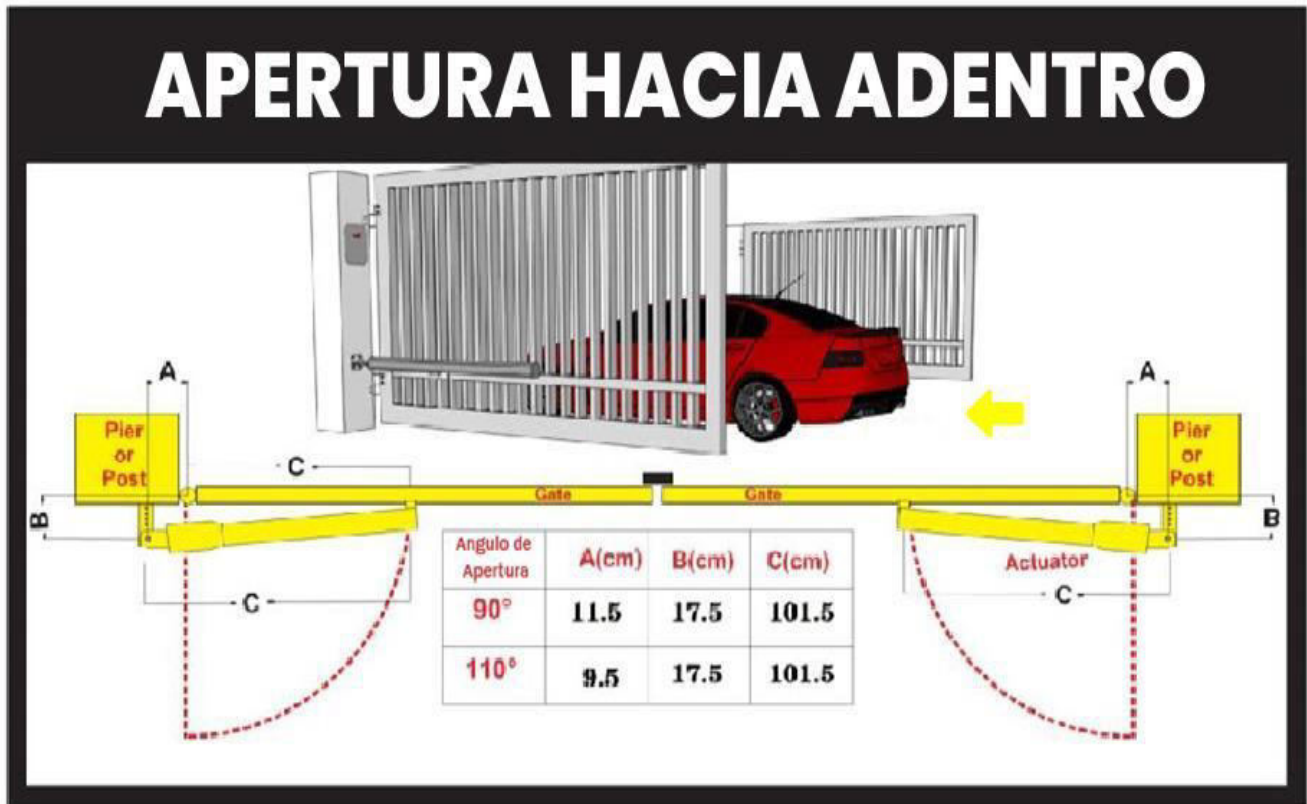 APERTURA HACIA ADENTRO
A
A
Pier
or
Post
Pier
or
Post
C
Gate
Gate
B
B
Actuator
C
C
Angulo de
Apertura
A(cm)
B(cm)
C(cm)
90°
11.5
17.5
101.5
110°
9.5
17.5
101.5